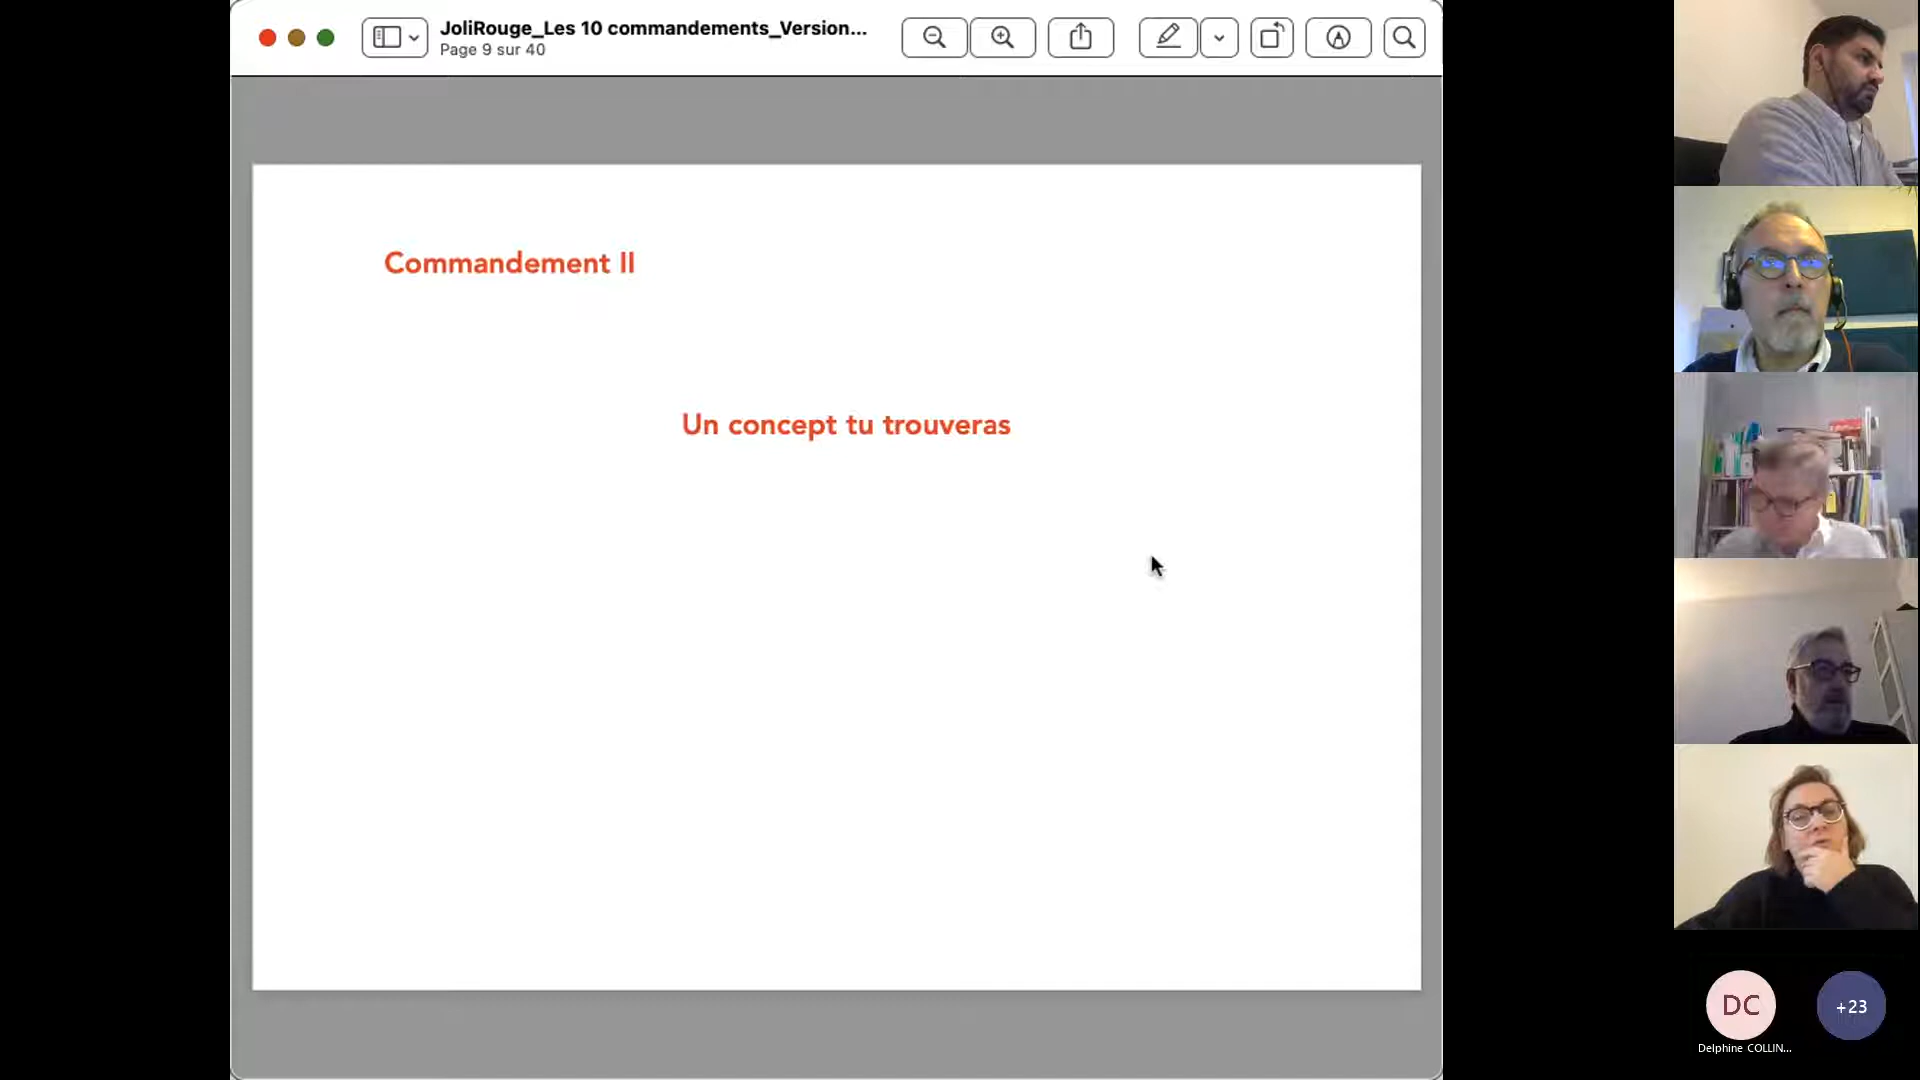 JoliRouge_Les 10 commandements_Version...
Page 9 sur 40
Commandement II
Un concept tu trouveras
DC
+23
Delphine COLLIN...